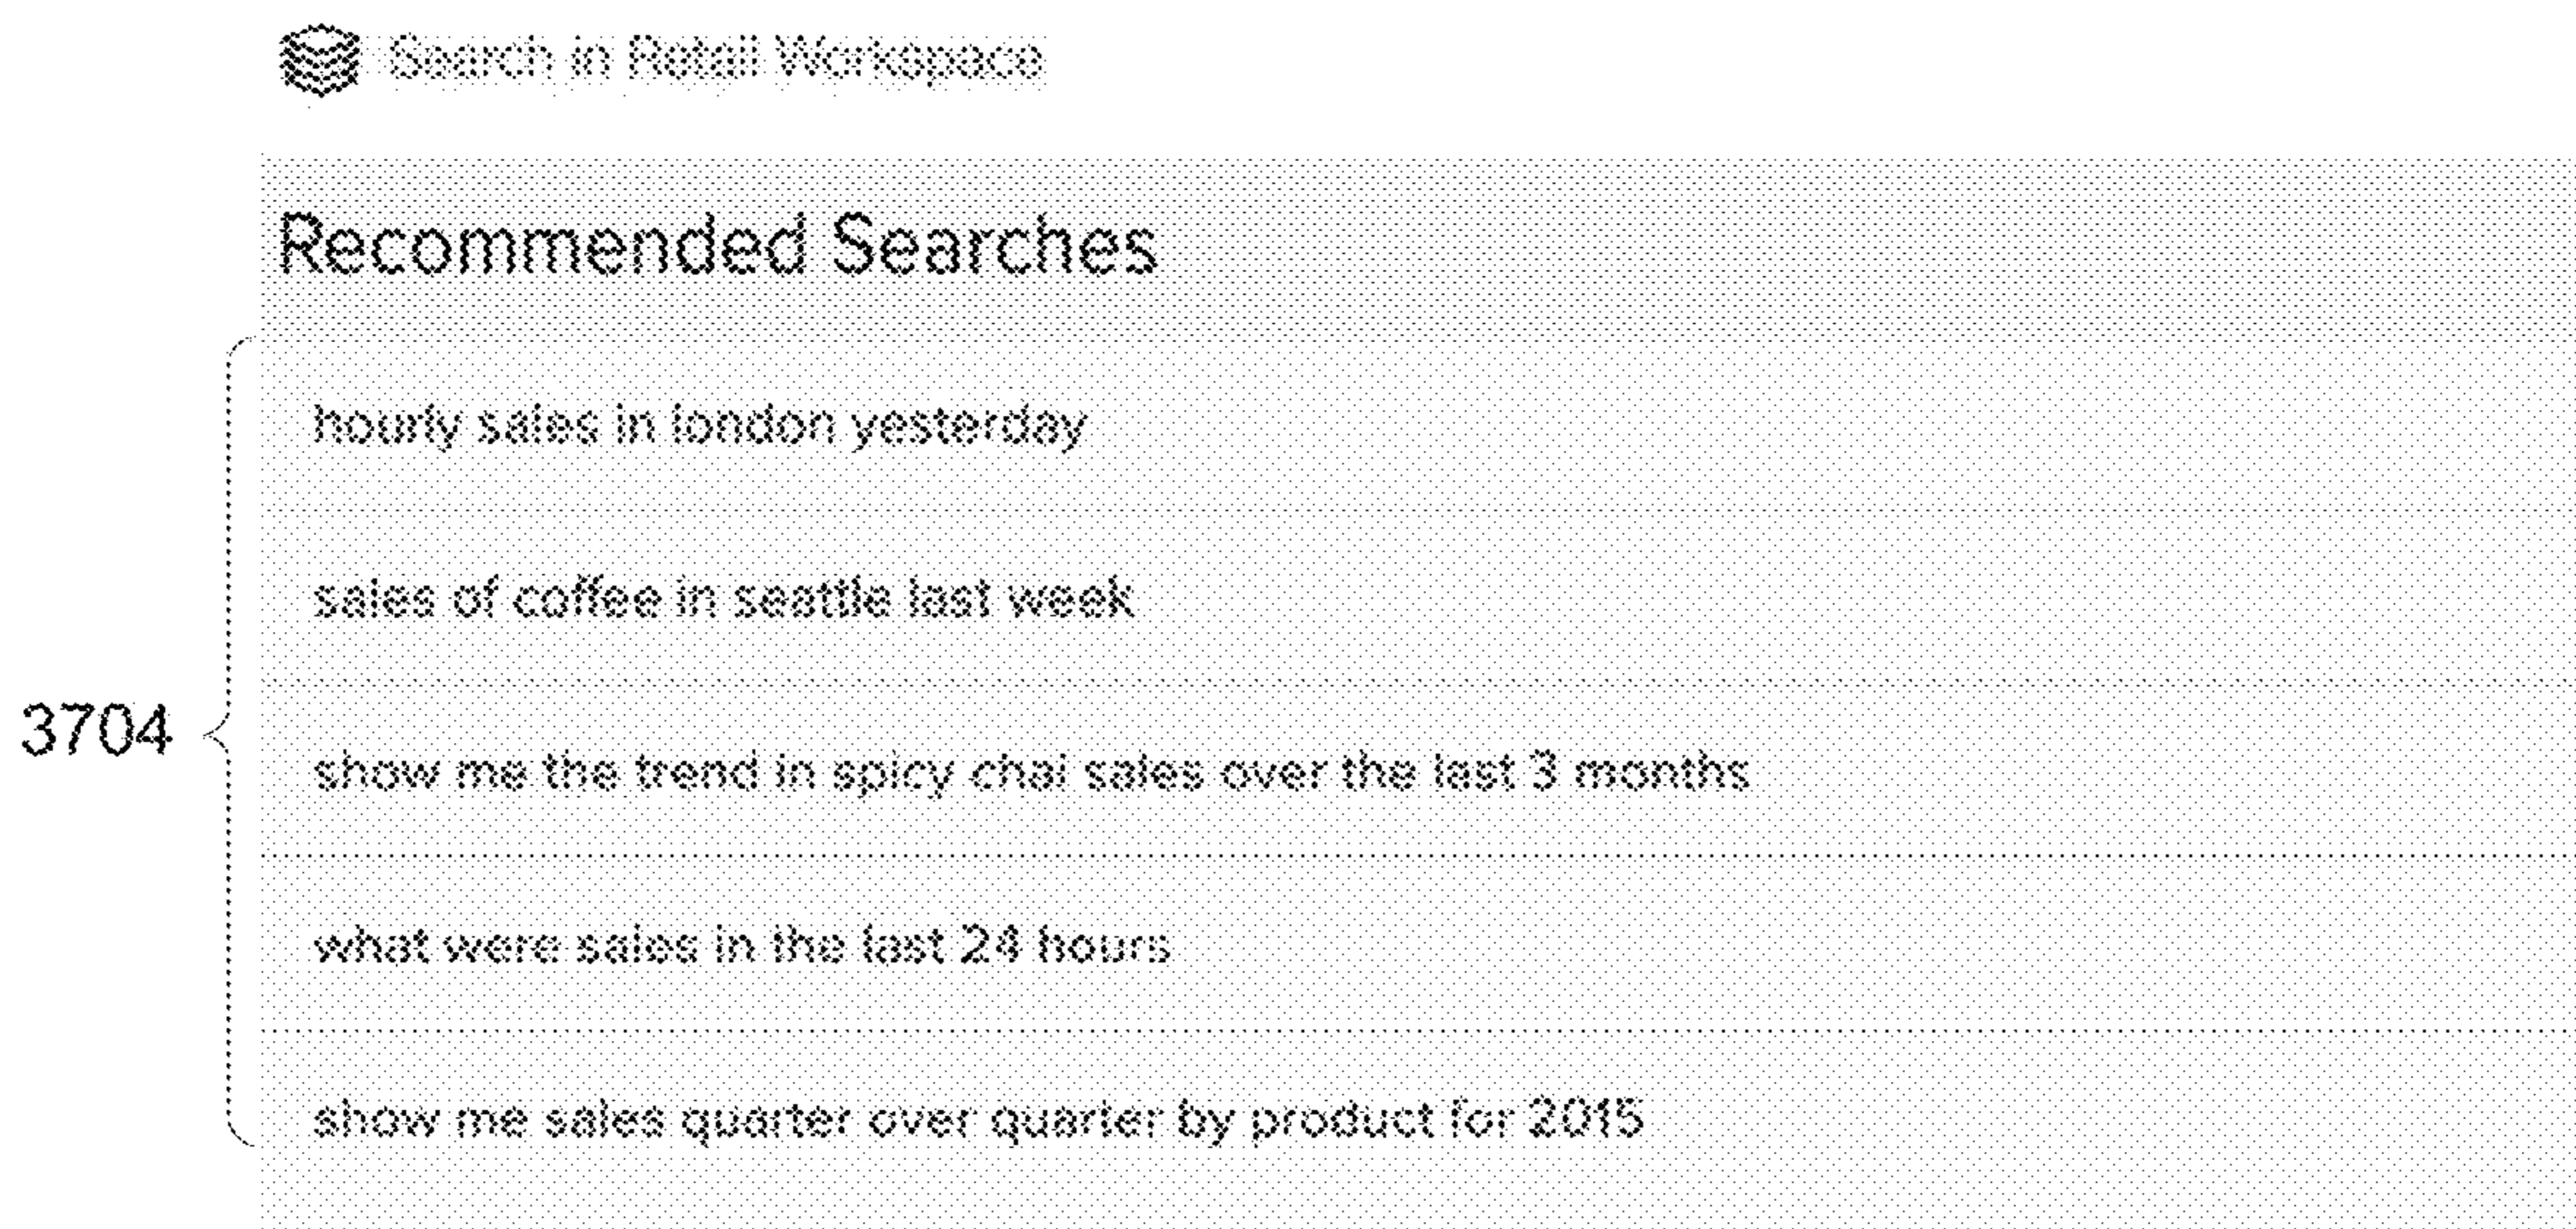 Search in Retail Workspace
Recommended Searches
hourly sales in london yesterday
sales of coffee in seattle last week
3704
show me the trend in spicy chai sales over the last 3 months
what were sales in the last 24 hours
show me sales quarter over quarter by product for 2015